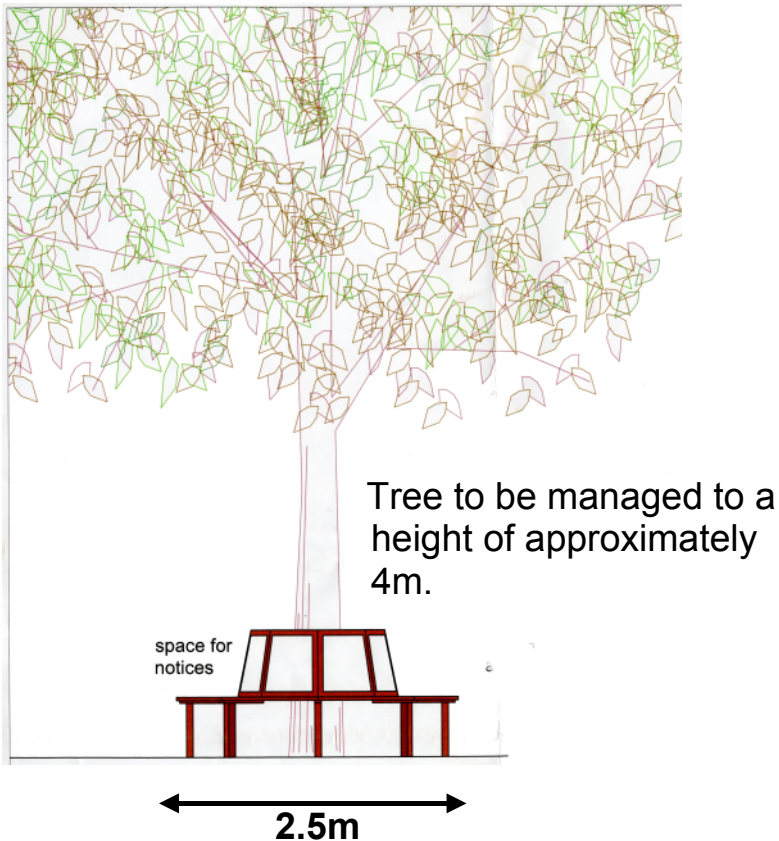 Tree to be managed to a
height of approximately
4m.
space for
notices
2.5m